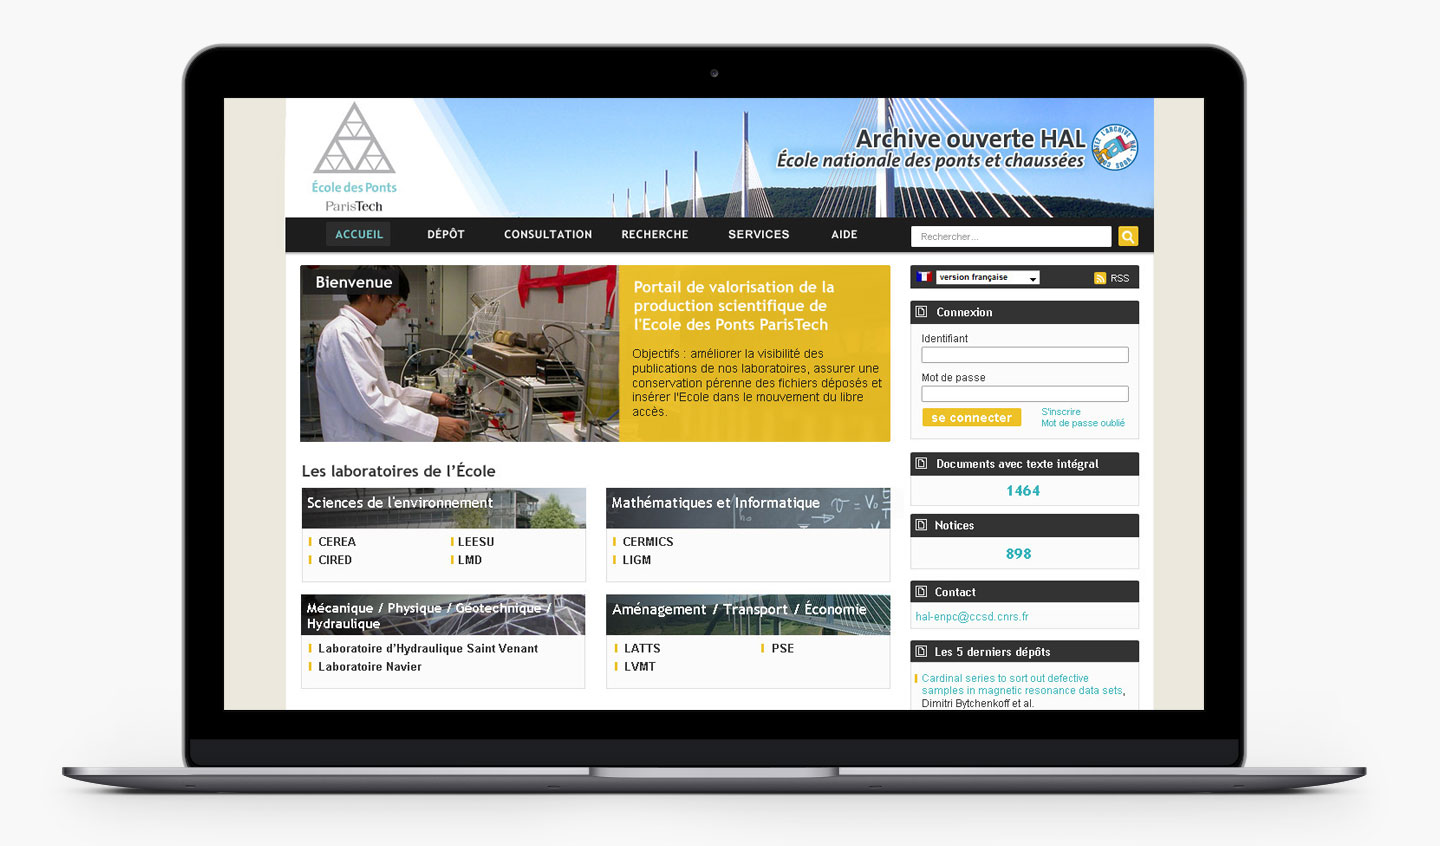 École des Ponts
ParisTech
Archive ouverte HAL
École nationale des ponts et chaussées
ACCUEIL
DÉPÔT
CONSULTATION
RECHERCHE
SERVICES
AIDE
Rechercher...
Bienvenue
Portail de valorisation de la
production scientifique de
l'Ecole des Ponts ParisTech
Objectifs : améliorer la visibilité des
publications de nos laboratoires, assurer une
conservation pérenne des fichiers déposés et
insérer l'Ecole dans le mouvement du libre
accès.
Les laboratoires de l'École
Sciences de l'environnement
CEREA
LEESU
CIRED
LMD
Mathématiques et Informatique
CERMICS
LIGM
Mécanique / Physique / Géotechnique /
Hydraulique
Laboratoire d'Hydraulique Saint Venant
Laboratoire Navier
Aménagement / Transport / Économie
LATTS
PSE
LVMT
version française
RSS
Connexion
Identifiant
Mot de passe
se connecter
S'inscrire
Mot de passe oublié
Documents avec texte intégral
1464
Notices
898
Contact
hal-enpc@ccsd.cnrs.fr
Les 5 derniers dépôts
Cardinal series to sort out defective
samples in magnetic resonance data sets,
Dimitri Bytchenkoff et al.